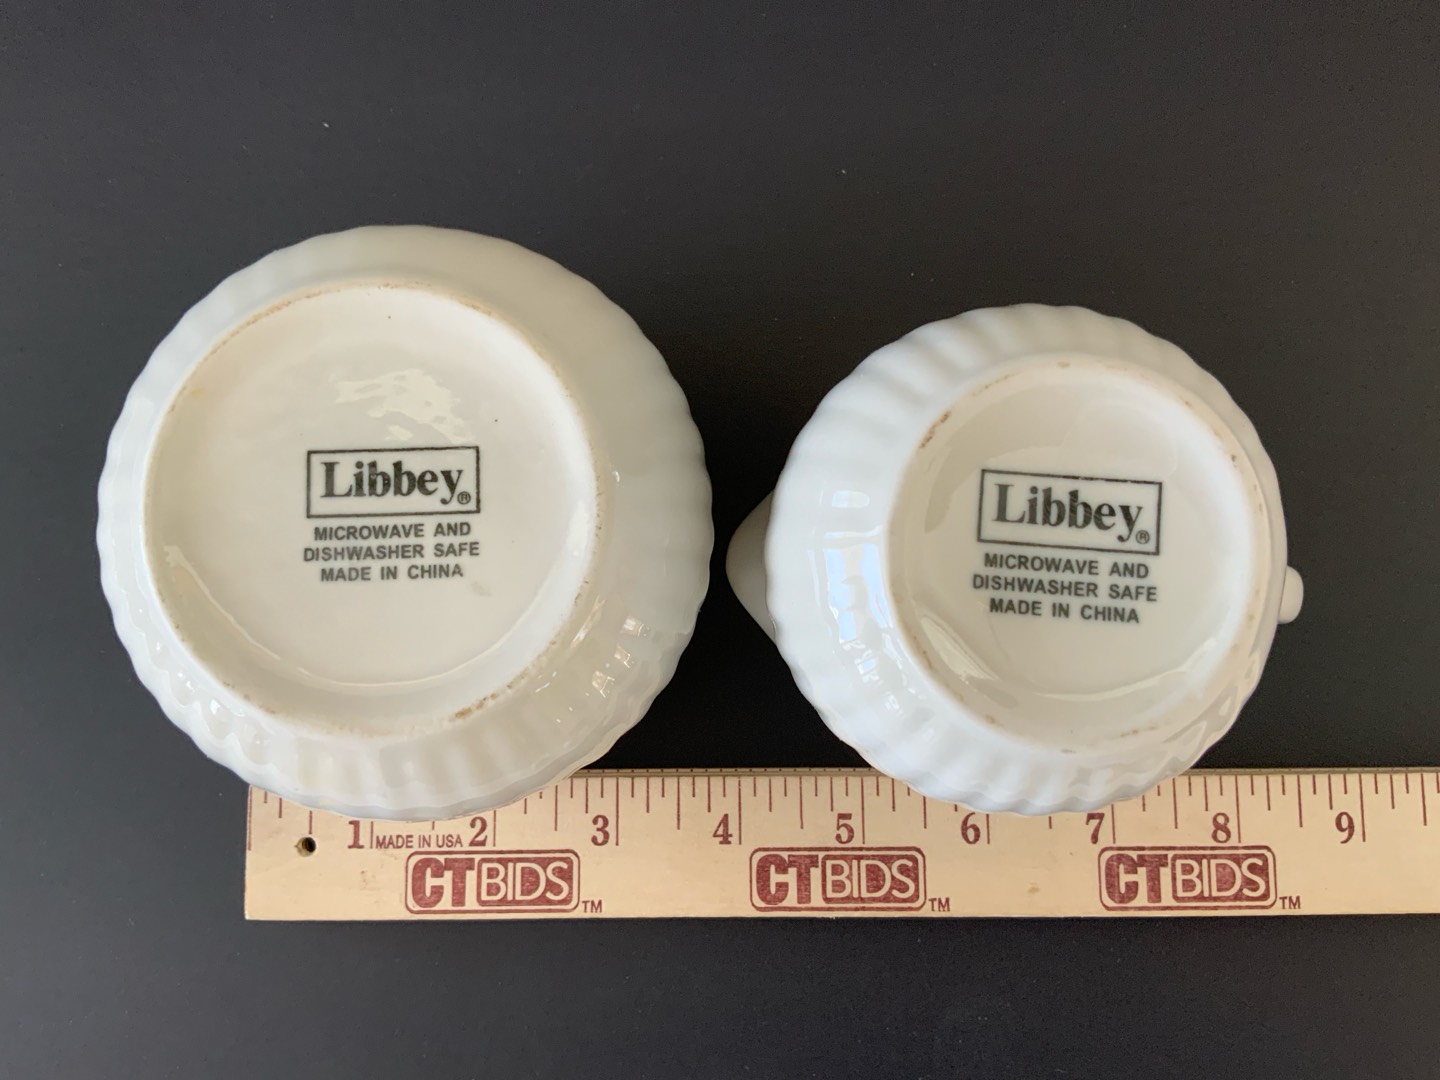 Libbey®
MICROWAVE AND
DISHWASHER SAFE
MADE IN CHINA
Libbey®
MICROWAVE AND
DISHWASHER SAFE
MADE IN CHINA
1 MADE IN USA 2 3 4 5 6 7 8 9
CTBIDS™ CTBIDS™ CTBIDS™